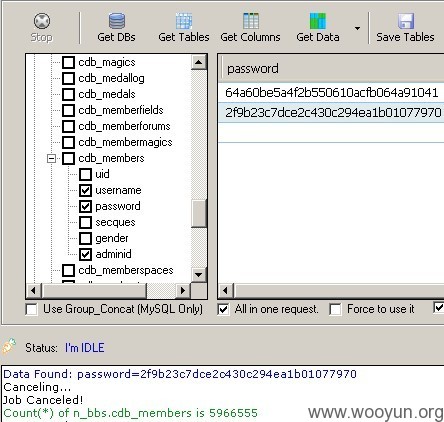 Stop
Get DBs
Get Tables
Get Columns
Get Data
Save Tables
cdb_magics
cdb_medallog
cdb_medals
cdb_memberfields
cdb_memberforums
cdb_membermagics
cdb_members
uid
username
password
secques
gender
adminid
cdb_memberspaces
password
64a60be5a4f2b550610acfb064a91041
2f9b23c7dce2c430c294ea1b01077970
Use Group_Concat (MySQL Only)
All in one request.
Force to use it
Status: I'm IDLE
Data Found: password=2f9b23c7dce2c430c294ea1b01077970
Canceling...
Job Canceled!
Count(*) of n_bbs.cdb_members is 5966555
www.wooyun.org